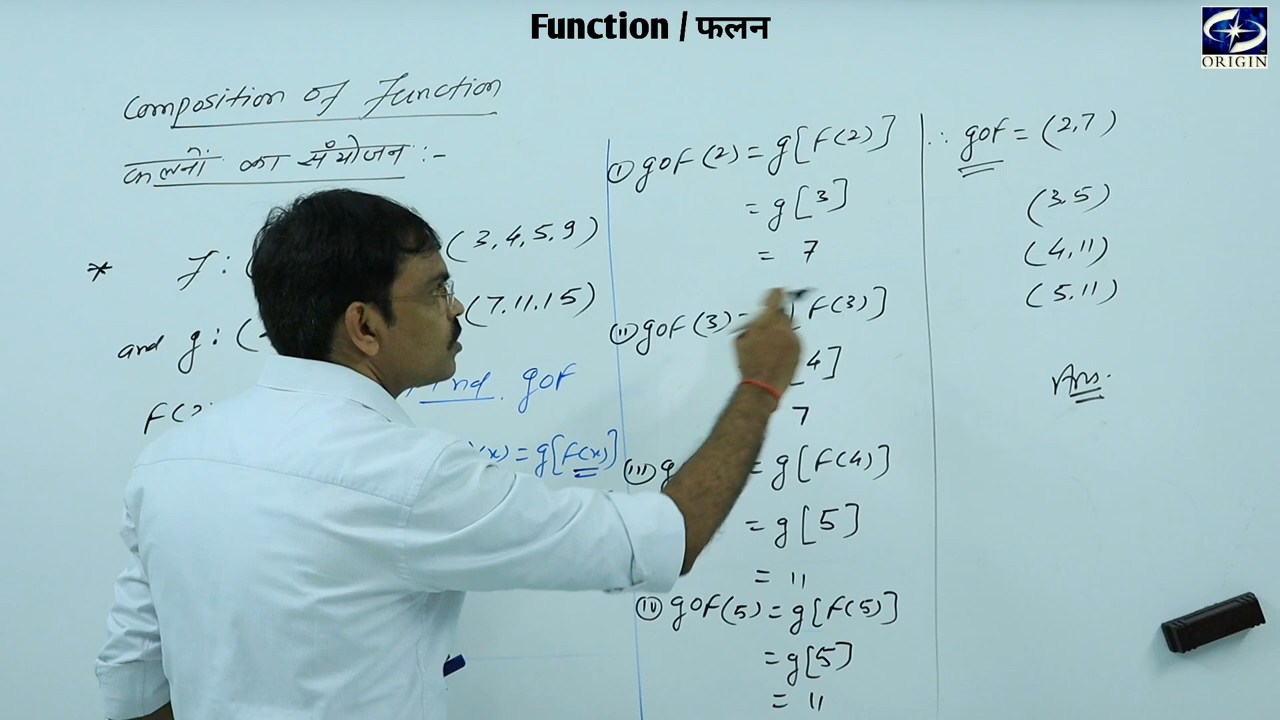 Function / फलन
ORIGIN
Composition of Function
फलनों का संयोजन :-
* f : ( (3,4,5,9)
and g : ( (7.11.15)
find gof
f(2
(x) = g[f(x)]
(I) gof (2) = g[f(2)]
= g[3]
= 7
(II) gof (3) = [f(3)]
4]
7
(III) g = g[f(4)]
= g[5]
= 11
(IV) gof(5) = g[f(5)]
= g[5]
= 11
∴ gof = (2,7)
(3.5)
(4,11)
(5.11)
Ans.